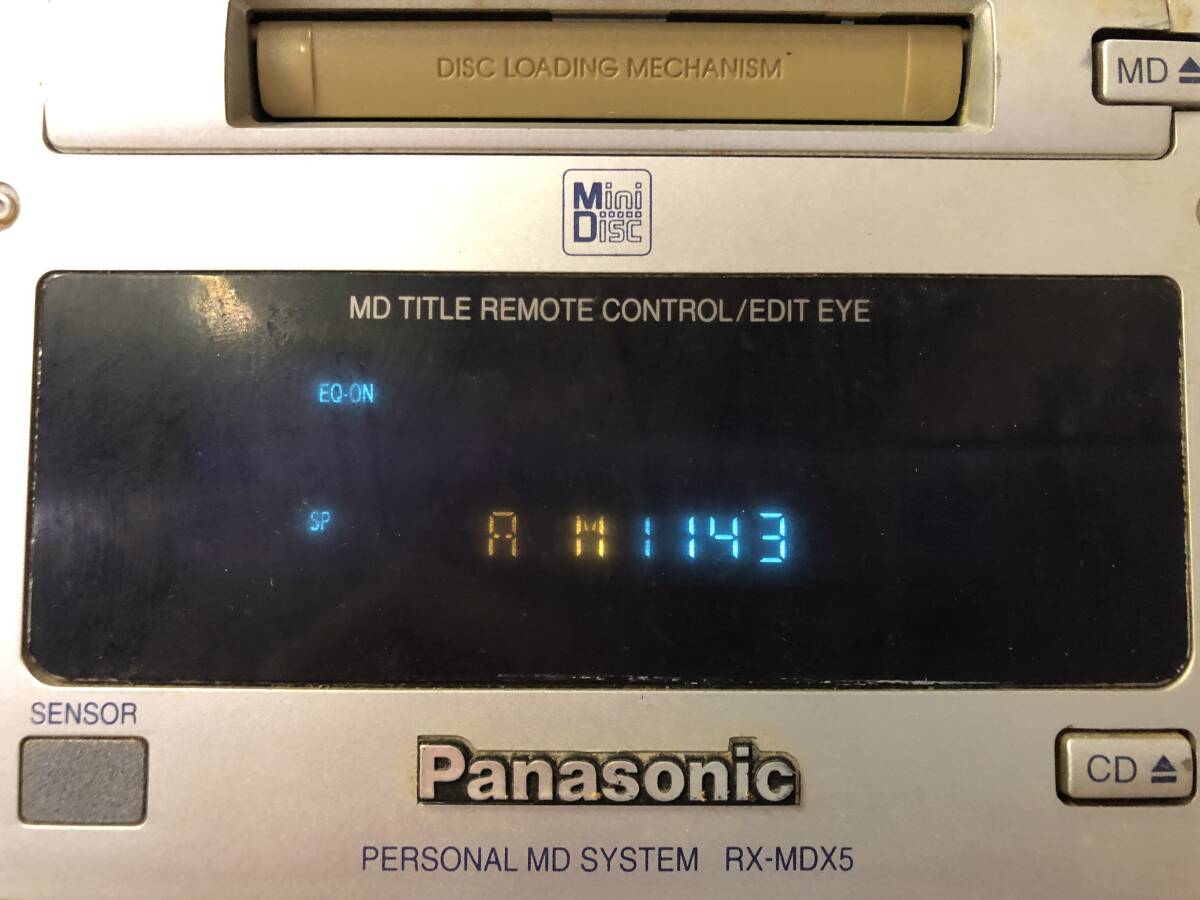 DISC LOADING MECHANISM
MD ⏏
Mini
Disc
MD TITLE REMOTE CONTROL/EDIT EYE
EQ-ON
SP
A M 1143
SENSOR
Panasonic
CD ⏏
PERSONAL MD SYSTEM RX-MDX5